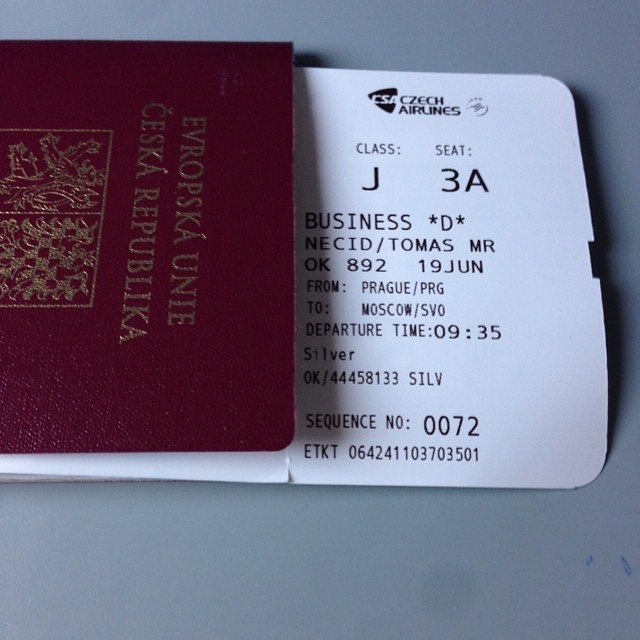 EVROPSKÁ UNIE
ČESKÁ REPUBLIKA
CSA CZECH
AIRLINES
CLASS: SEAT:
J 3A
BUSINESS *D*
NECID/TOMAS MR
OK 892 19JUN
FROM: PRAGUE/PRG
TO: MOSCOW/SVO
DEPARTURE TIME:09:35
Silver
OK/44458133 SILV
SEQUENCE NO: 0072
ETKT 064241103703501